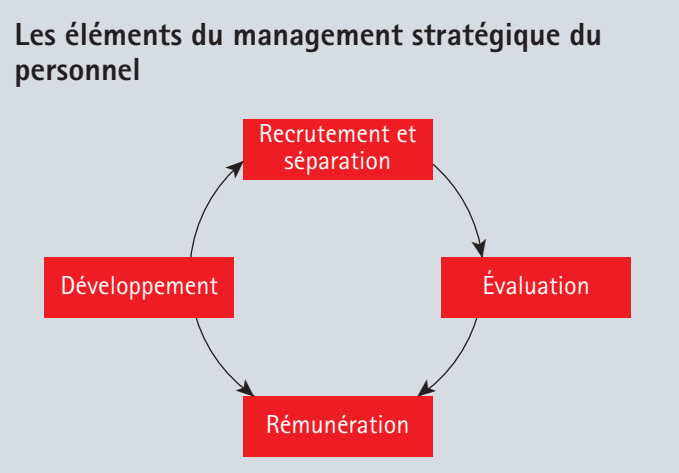 Les éléments du management stratégique du
personnel
Recrutement et
séparation
Développement
Évaluation
Rémunération